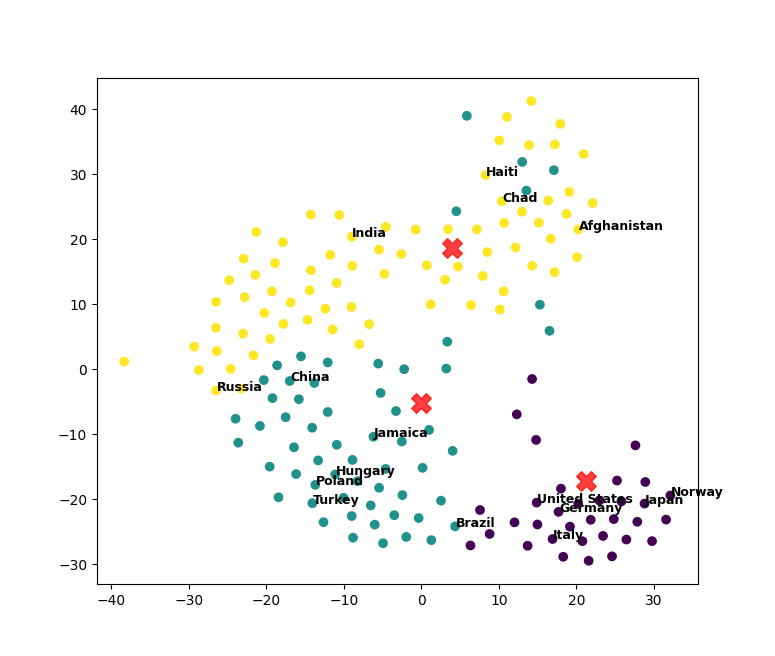 40
30
20
10
0
−10
−20
−30
−40
−30
−20
−10
0
10
20
30
Haiti
Chad
Afghanistan
India
Russia
China
Jamaica
Hungary
Poland
Turkey
Brazil
United States
Germany
Italy
Japan
Norway